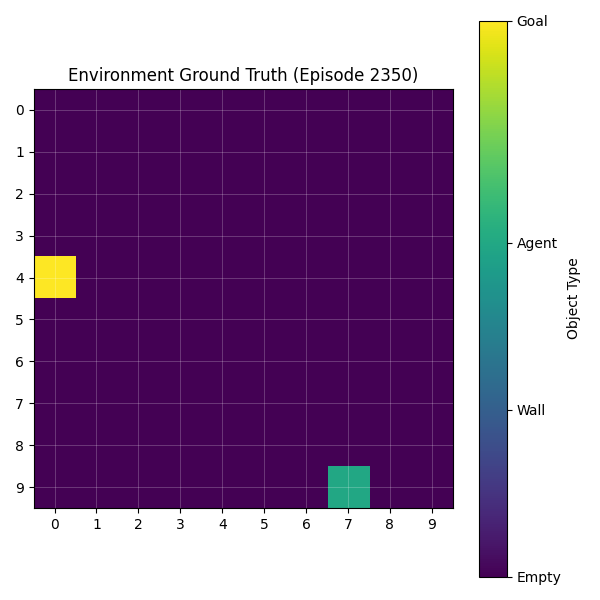 Environment Ground Truth (Episode 2350)
Goal
Agent
Wall
Empty
Object Type
0
1
2
3
4
5
6
7
8
9
0 1 2 3 4 5 6 7 8 9